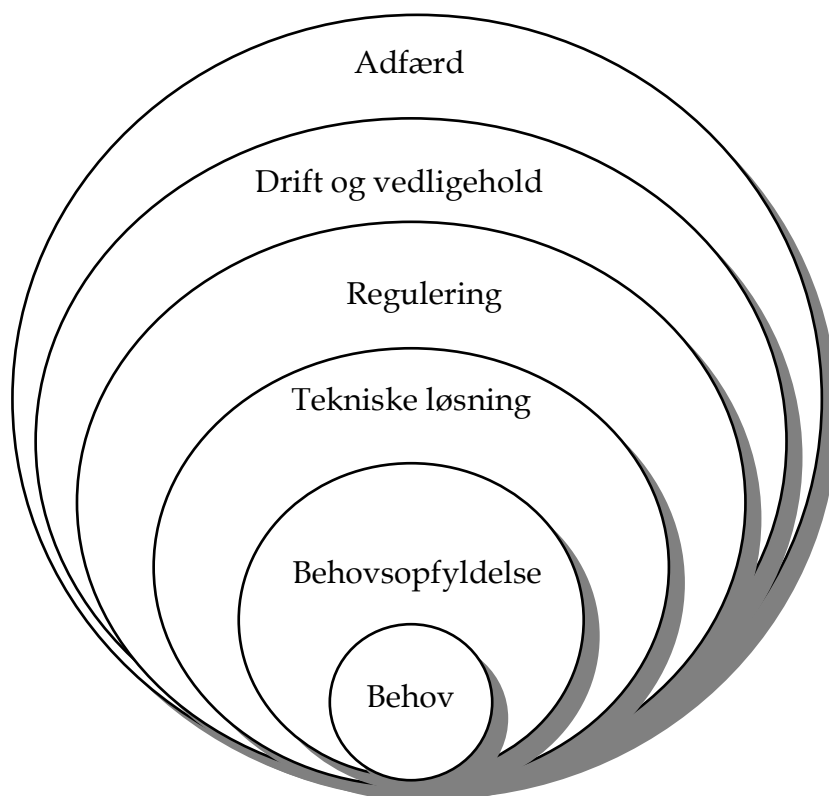 Adfærd
Drift og vedligehold
Regulering
Tekniske løsning
Behovsopfyldelse
Behov